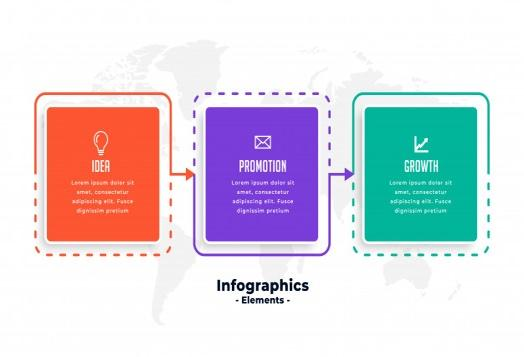 IDEA
Lorem ipsum dolor sit
amet, consectetur
adipiscing elit. Fusce
dignissim pretium
PROMOTION
Lorem ipsum dolor sit
amet, consectetur
adipiscing elit. Fusce
dignissim pretium
GROWTH
Lorem ipsum dolor sit
amet, consectetur
adipiscing elit. Fusce
dignissim pretium
Infographics
- Elements -